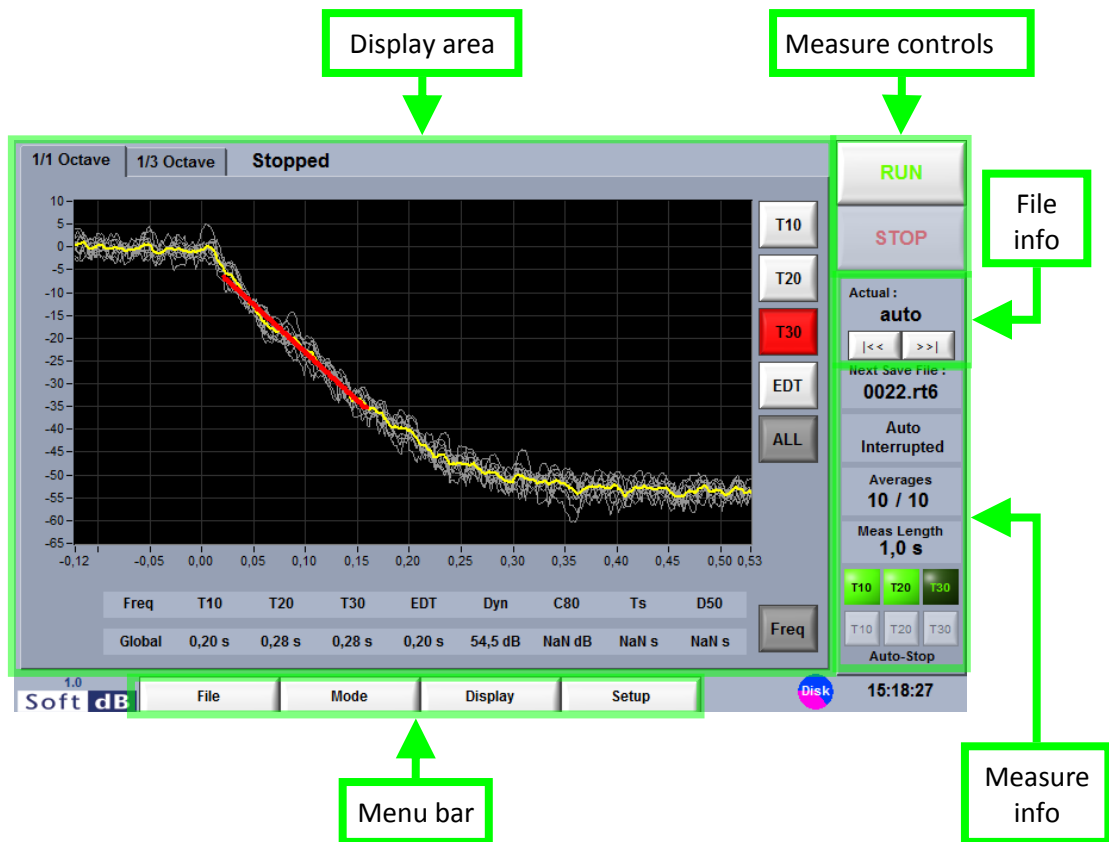 Display area
Measure controls
1/1 Octave
1/3 Octave
Stopped
10
5
0
-5
-10
-15
-20
-25
-30
-35
-40
-45
-50
-55
-60
-65
-0,12
-0,05
0,00
0,05
0,10
0,15
0,20
0,25
0,30
0,35
0,40
0,45
0,50
0,53
T10
T20
T30
EDT
ALL
Freq T10 T20 T30 EDT Dyn C80 Ts D50
Global 0,20 s 0,28 s 0,28 s 0,20 s 54,5 dB NaN dB NaN s NaN s
Freq
RUN
STOP
File
info
Actual :
auto
|<< >>|
Next Save File :
0022.rt6
Auto
Interrupted
Averages
10 / 10
Meas Length
1,0 s
T10 T20 T30
T10 T20 T30
Auto-Stop
1.0
Soft dB
File
Mode
Display
Setup
Disk
15:18:27
Menu bar
Measure
info